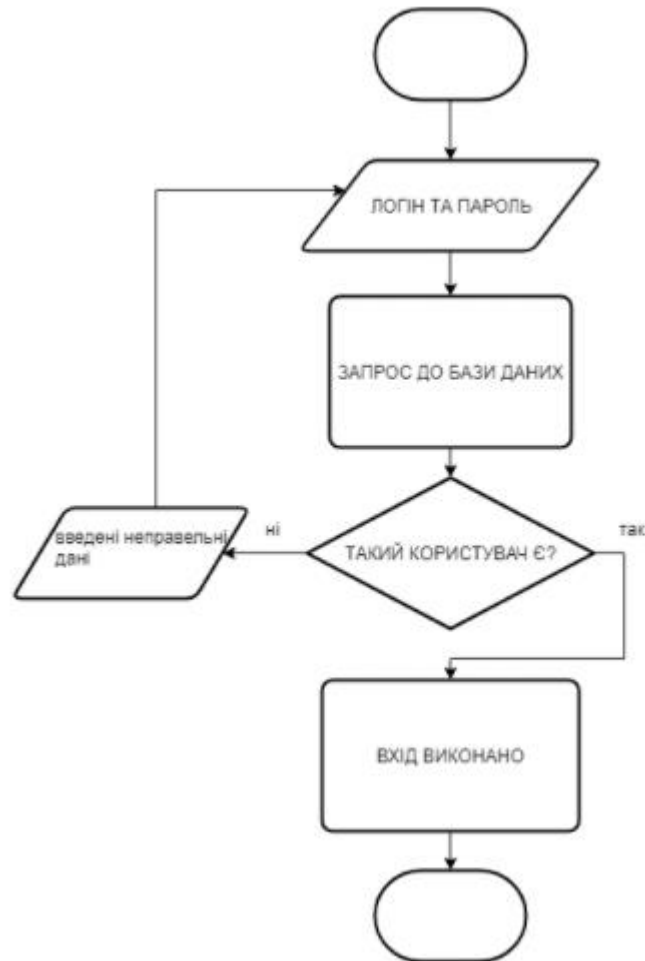 ЛОГІН ТА ПАРОЛЬ
ЗАПРОС ДО БАЗИ ДАНИХ
ні
так
введені неправельні
дані
ТАКИЙ КОРИСТУВАЧ Є?
ВХІД ВИКОНАНО